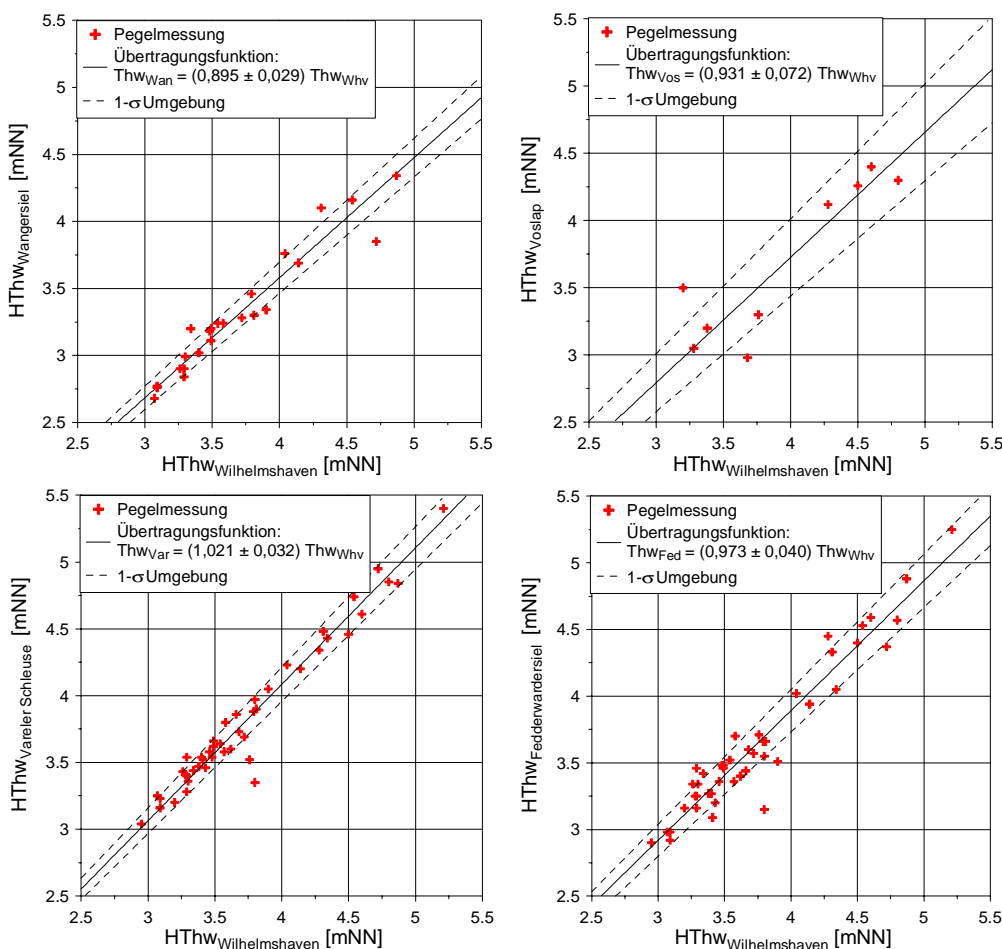 5.5
5
4.5
4
3.5
3
2.5
HThw_Wangersiel [mNN]
Pegelmessung
Übertragungsfunktion:
Thw_Wan = (0,895 ± 0,029) Thw_Whv
1-σ Umgebung
2.5 3 3.5 4 4.5 5 5.5
HThw_Wilhelmshaven [mNN]
5.5
5
4.5
4
3.5
3
2.5
HThw_Voslap [mNN]
Pegelmessung
Übertragungsfunktion:
Thw_Vos = (0,931 ± 0,072) Thw_Whv
1-σ Umgebung
2.5 3 3.5 4 4.5 5 5.5
HThw_Wilhelmshaven [mNN]
5.5
5
4.5
4
3.5
3
2.5
HThw_Vareler Schleuse [mNN]
Pegelmessung
Übertragungsfunktion:
Thw_Var = (1,021 ± 0,032) Thw_Whv
1-σ Umgebung
2.5 3 3.5 4 4.5 5 5.5
HThw_Wilhelmshaven [mNN]
5.5
5
4.5
4
3.5
3
2.5
HThw_Fedderwardersiel [mNN]
Pegelmessung
Übertragungsfunktion:
Thw_Fed = (0,973 ± 0,040) Thw_Whv
1-σ Umgebung
2.5 3 3.5 4 4.5 5 5.5
HThw_Wilhelmshaven [mNN]